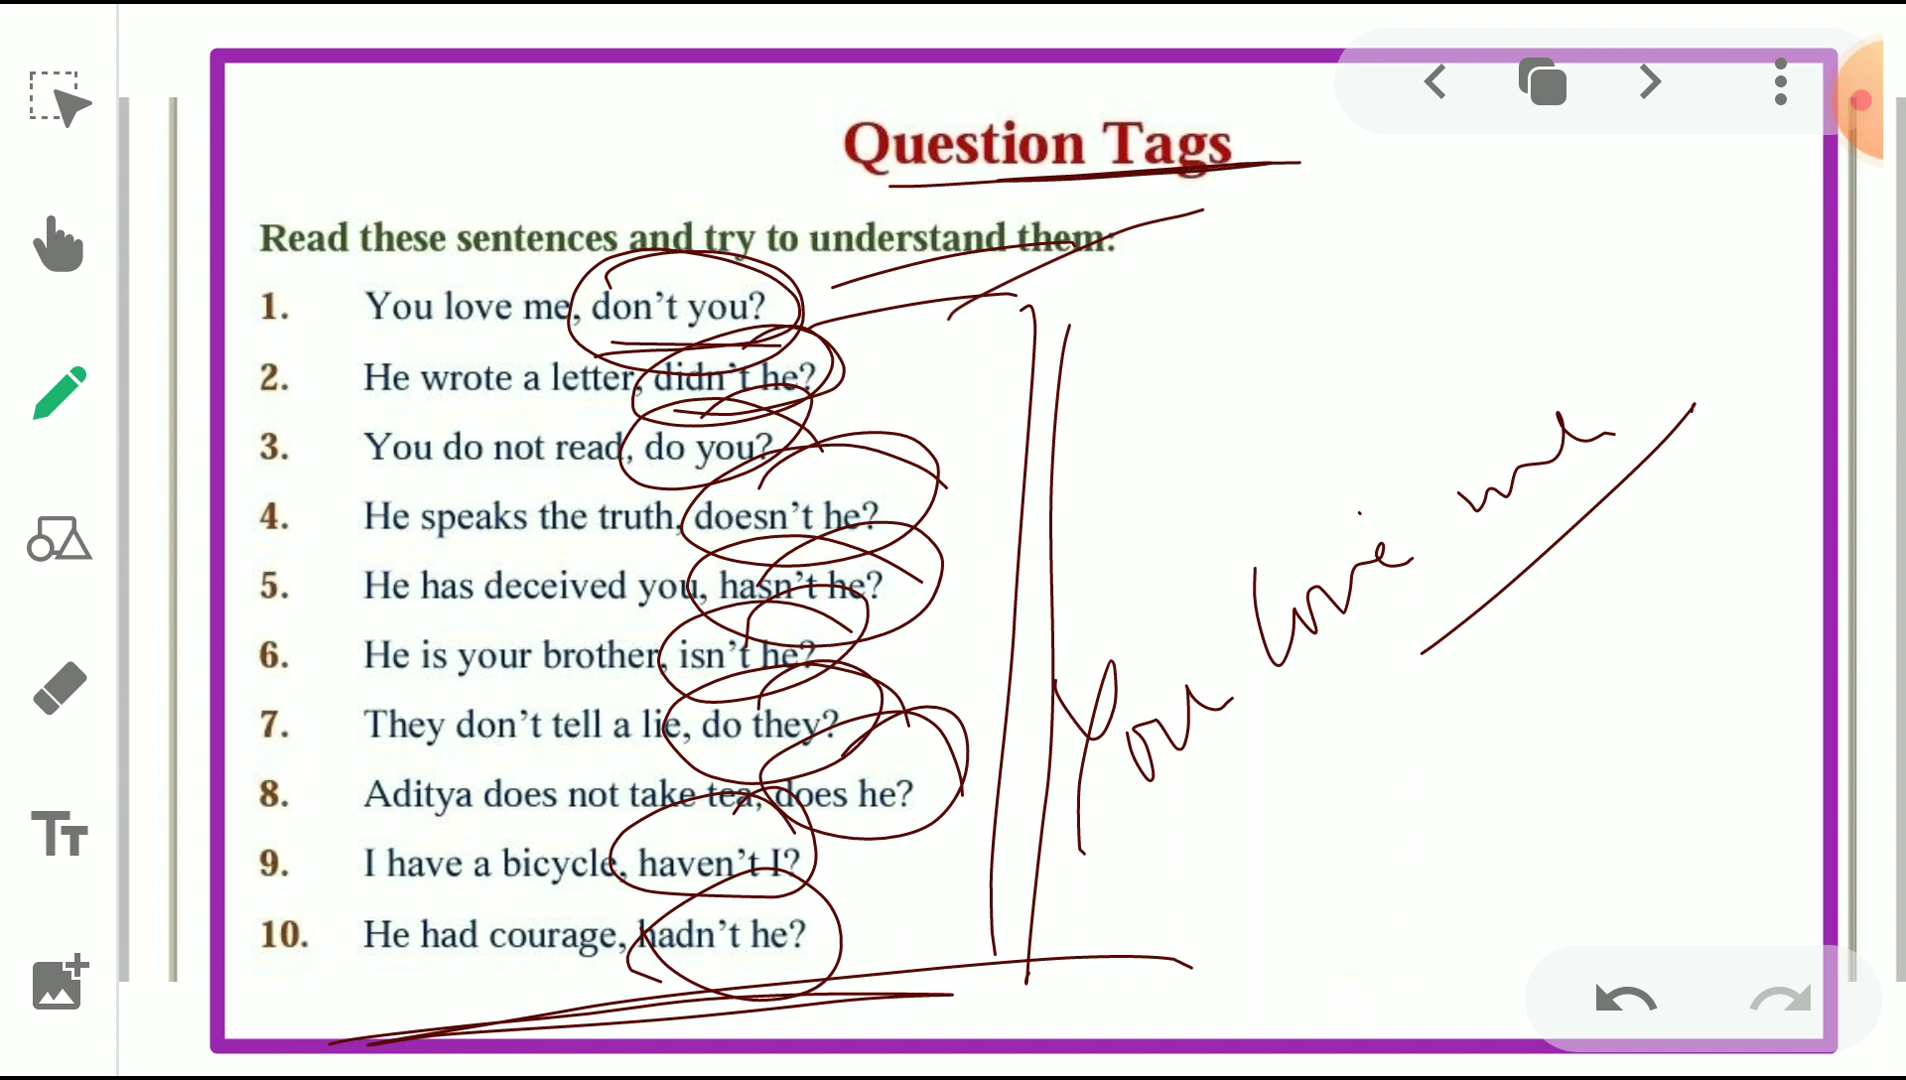 Question Tags
Read these sentences and try to understand them:
1. You love me, don't you?
2. He wrote a letter, didn't he?
3. You do not read, do you?
4. He speaks the truth, doesn't he?
5. He has deceived you, hasn't he?
6. He is your brother, isn't he?
7. They don't tell a lie, do they?
8. Aditya does not take tea, does he?
9. I have a bicycle, haven't I?
10. He had courage, hadn't he?
You love me
TT